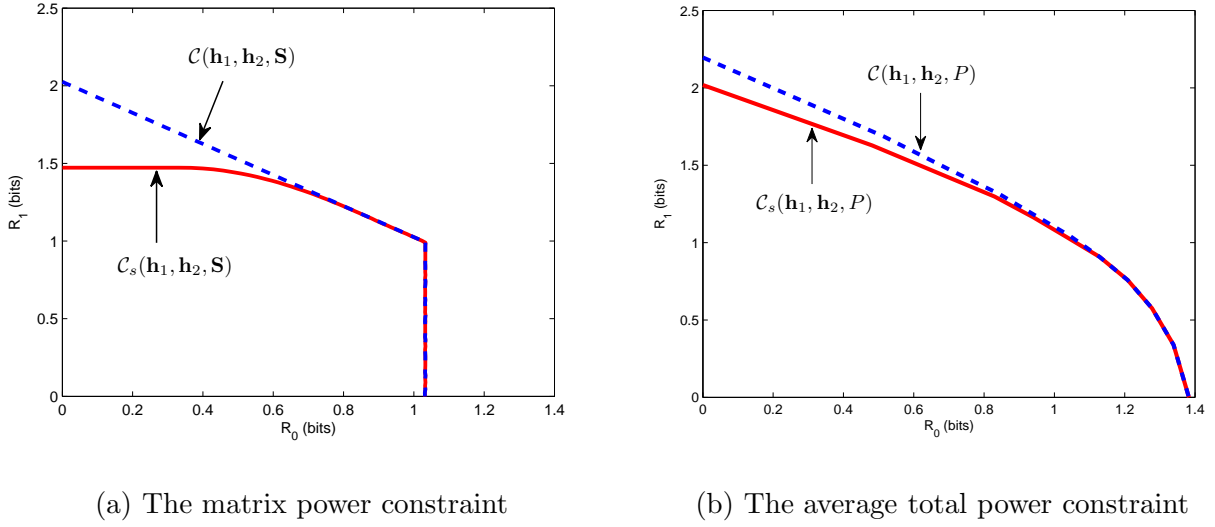 2.5
2
1.5
1
0.5
0
R₁ (bits)
𝒞(𝐡₁, 𝐡₂, 𝐒)
𝒞ₛ(𝐡₁, 𝐡₂, 𝐒)
0 0.2 0.4 0.6 0.8 1 1.2 1.4
R₀ (bits)
(a) The matrix power constraint
2.5
2
1.5
1
0.5
0
R₁ (bits)
𝒞(𝐡₁, 𝐡₂, P)
𝒞ₛ(𝐡₁, 𝐡₂, P)
0 0.2 0.4 0.6 0.8 1 1.2 1.4
R₀ (bits)
(b) The average total power constraint